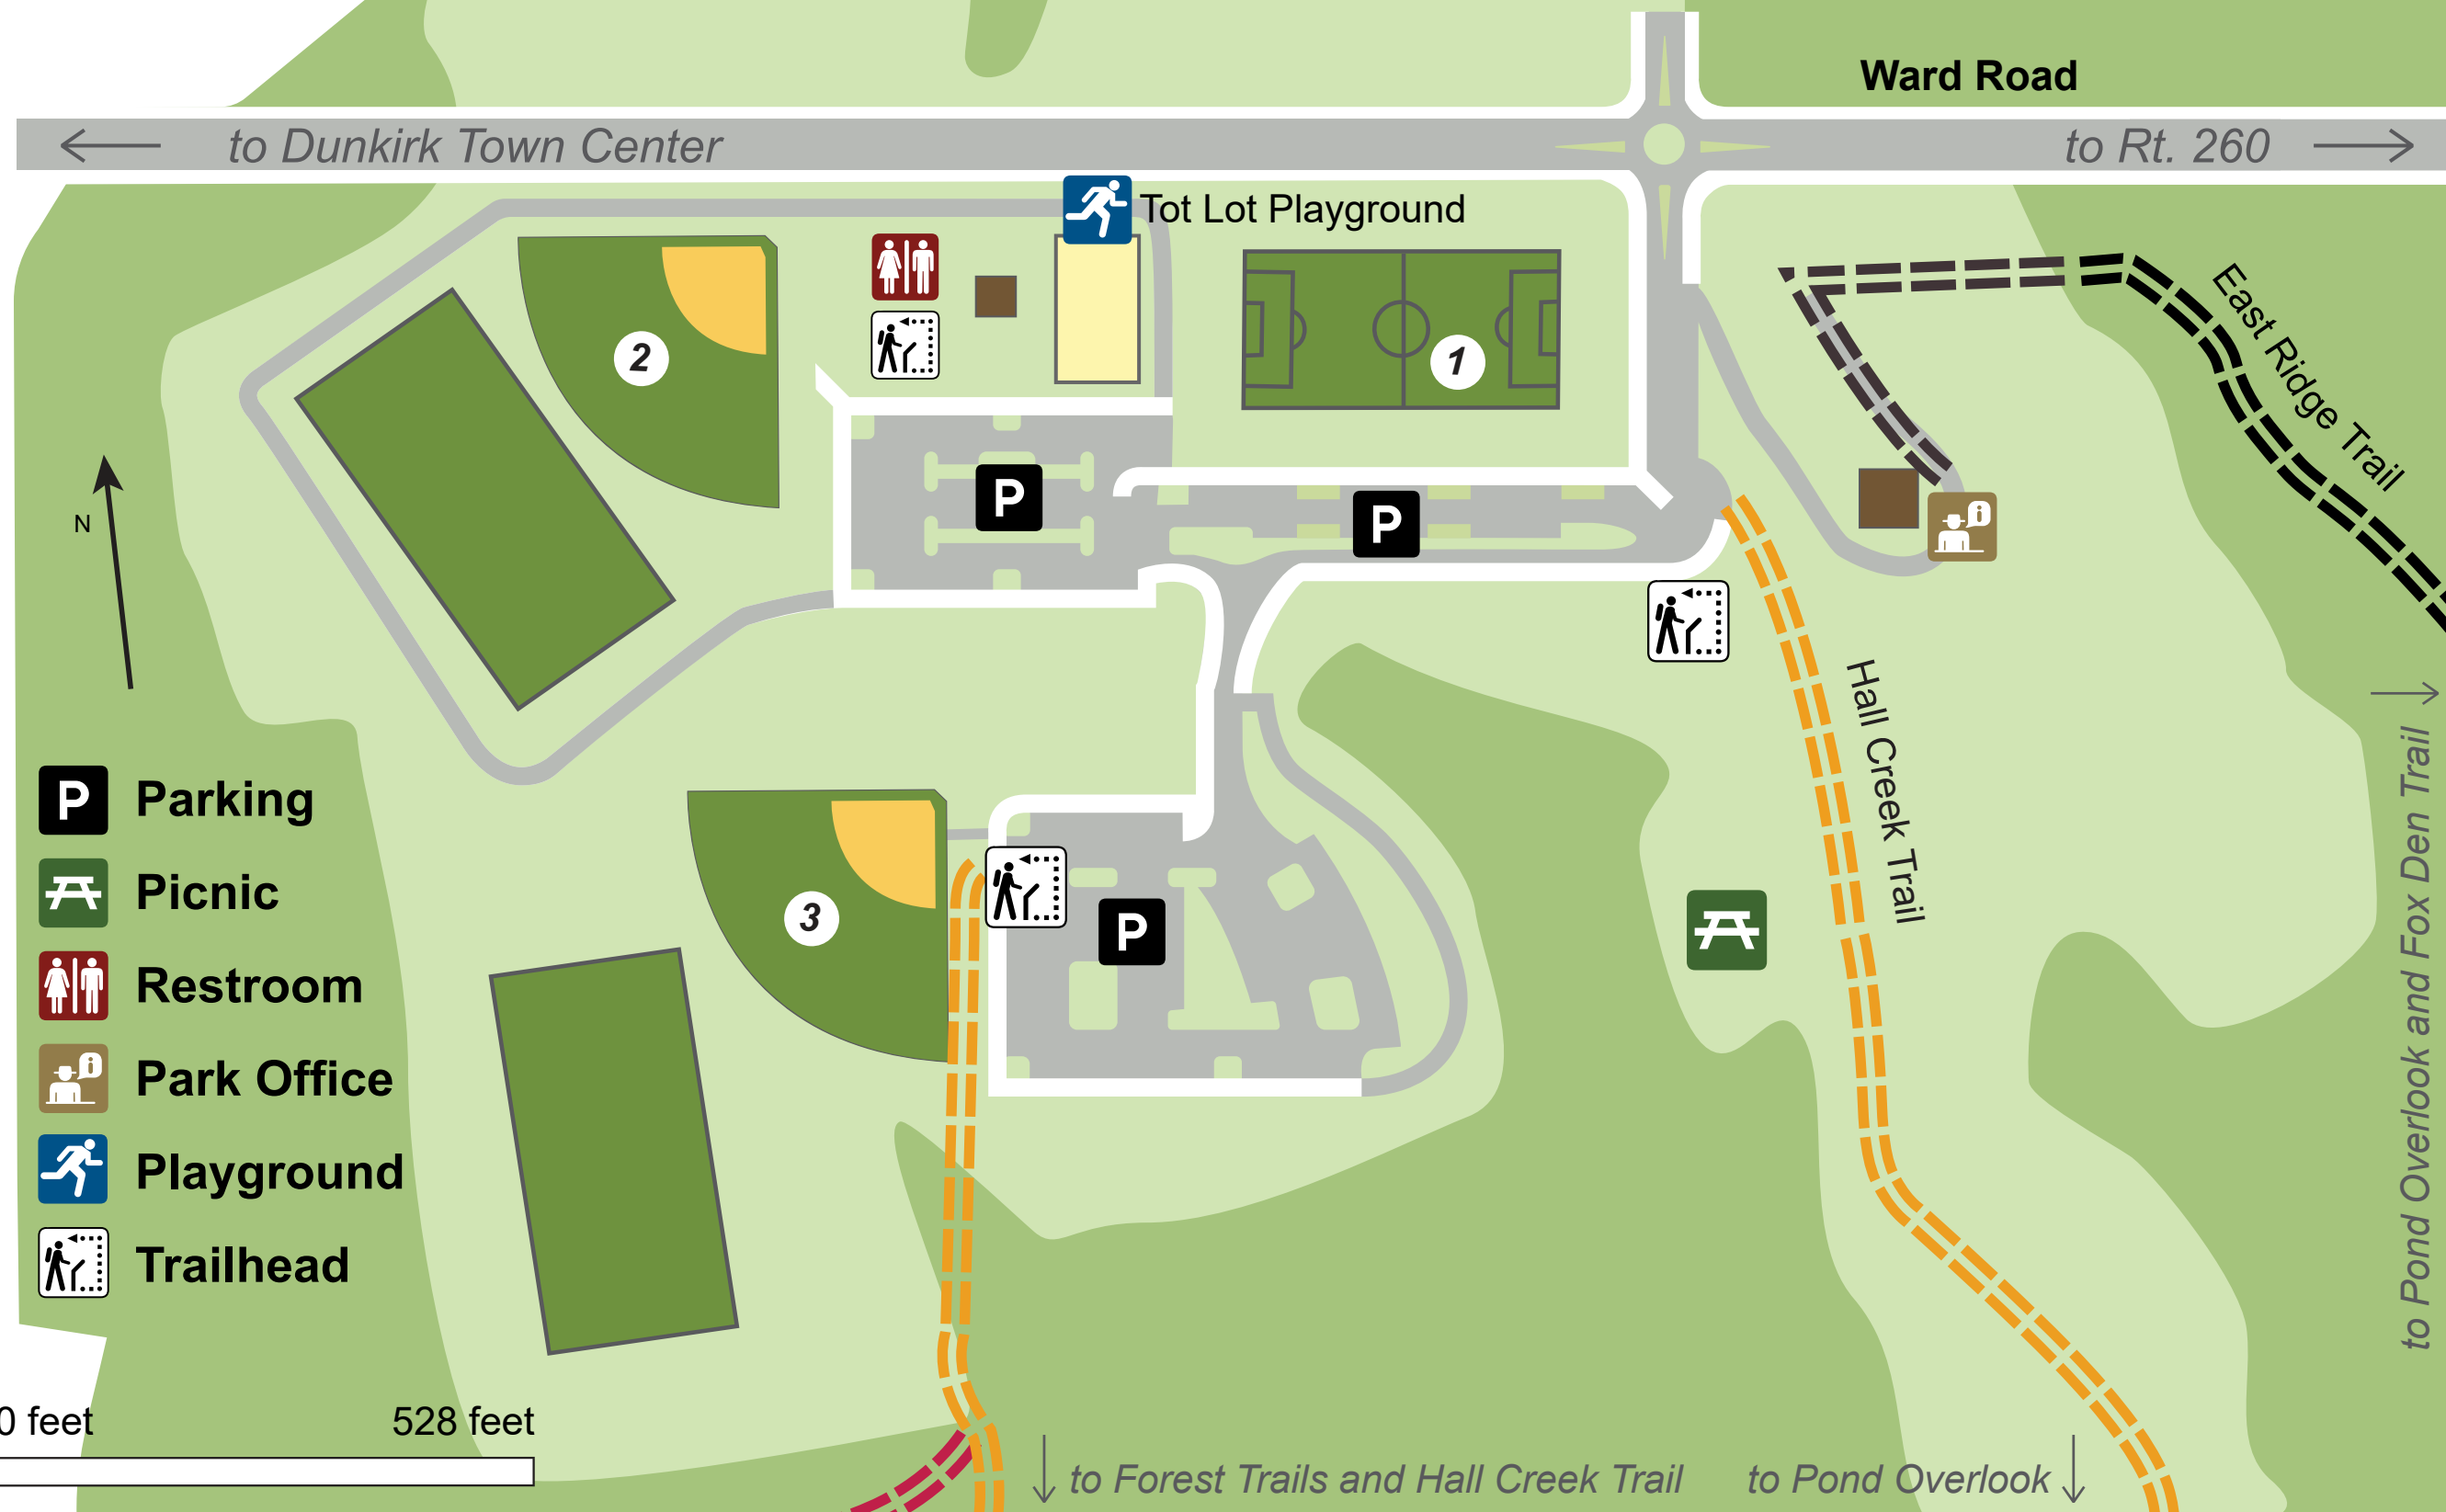 Ward Road
to Dunkirk Town Center
to Rt. 260
Tot Lot Playground
East Ridge Trail
2
1
P
P
N
Hall Creek Trail
to Pond Overlook and Fox Den Trail
P
Parking
Picnic
Restroom
Park Office
Playground
Trailhead
3
P
0 feet
528 feet
to Forest Trails and Hall Creek Trail
to Pond Overlook